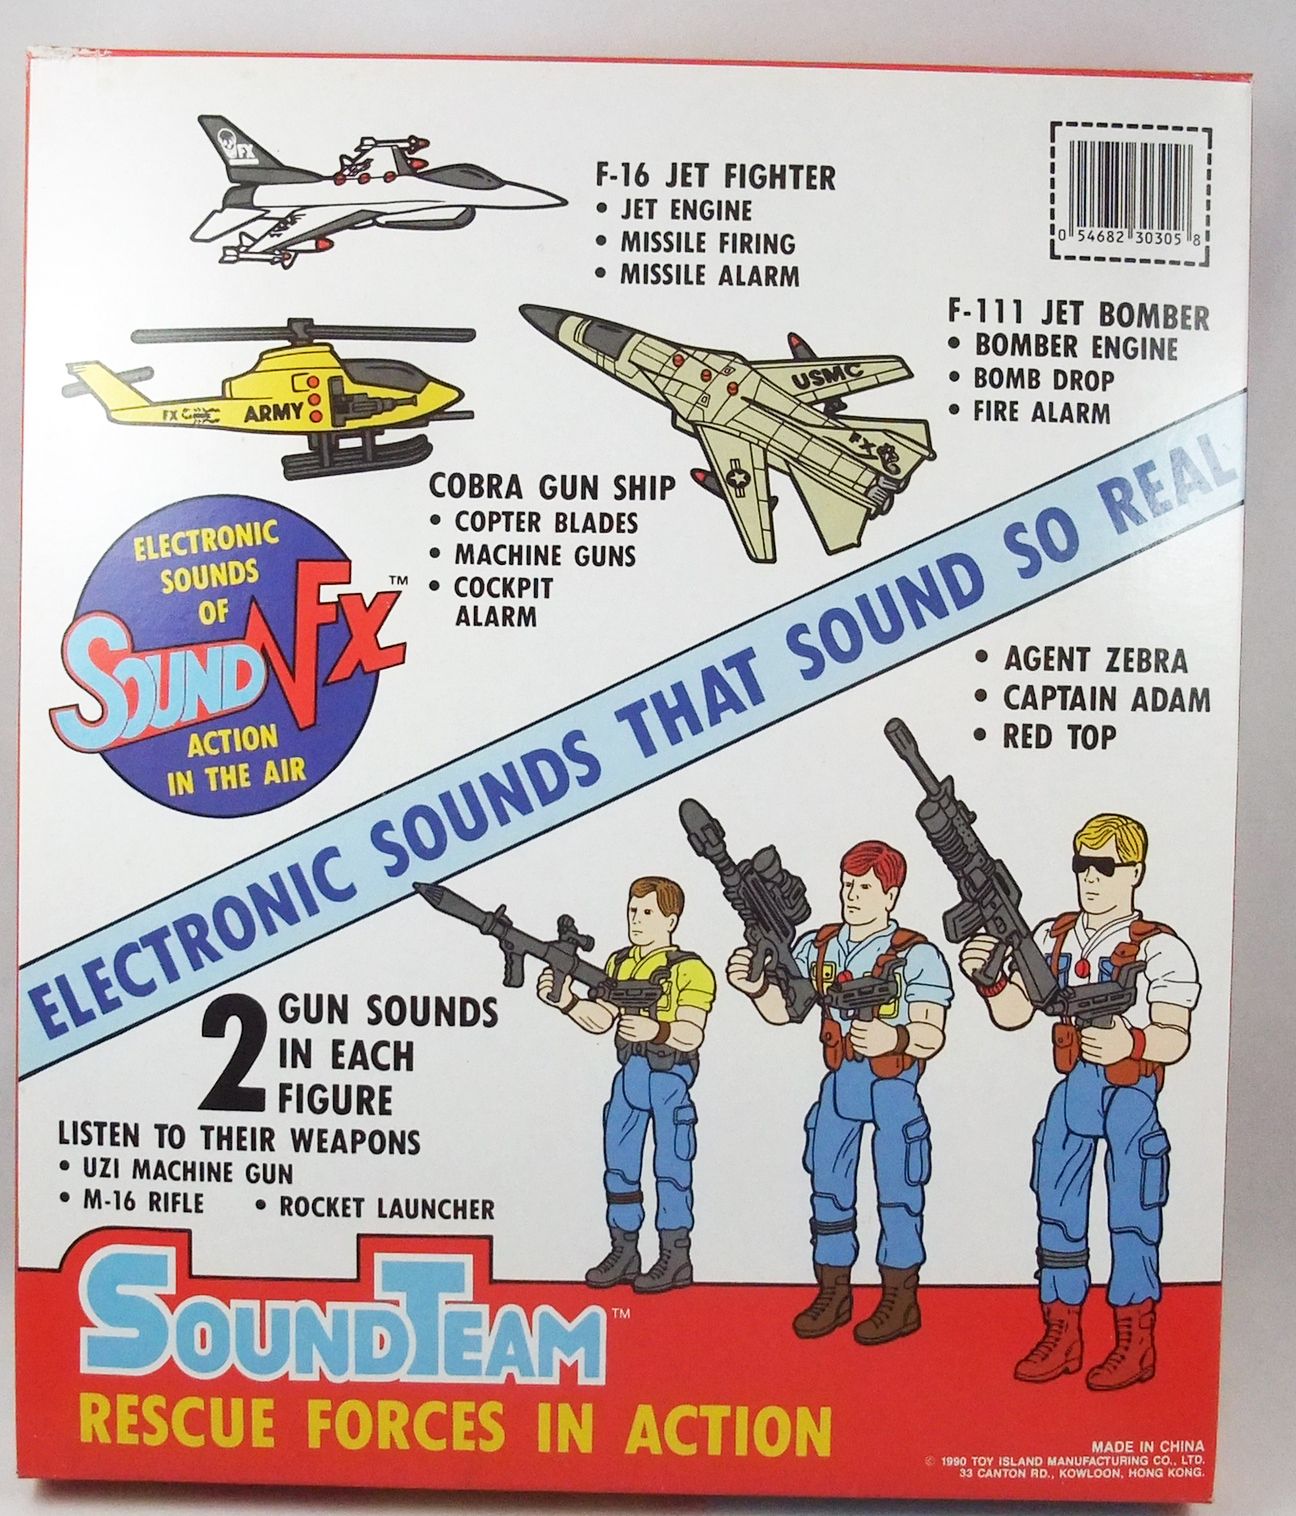 FX
F-16 JET FIGHTER
• JET ENGINE
• MISSILE FIRING
• MISSILE ALARM
0 54682 30305 8
F-111 JET BOMBER
• BOMBER ENGINE
• BOMB DROP
• FIRE ALARM
USMC
FX
FX
ARMY
COBRA GUN SHIP
• COPTER BLADES
• MACHINE GUNS
• COCKPIT
ALARM
ELECTRONIC
SOUNDS
OF
SOUND FX™
ACTION
IN THE AIR
ELECTRONIC SOUNDS THAT SOUND SO REAL
• AGENT ZEBRA
• CAPTAIN ADAM
• RED TOP
2 GUN SOUNDS
IN EACH
FIGURE
LISTEN TO THEIR WEAPONS
• UZI MACHINE GUN
• M-16 RIFLE • ROCKET LAUNCHER
SOUNDTEAM™
RESCUE FORCES IN ACTION
MADE IN CHINA
© 1990 TOY ISLAND MANUFACTURING CO., LTD.
33 CANTON RD., KOWLOON, HONG KONG.